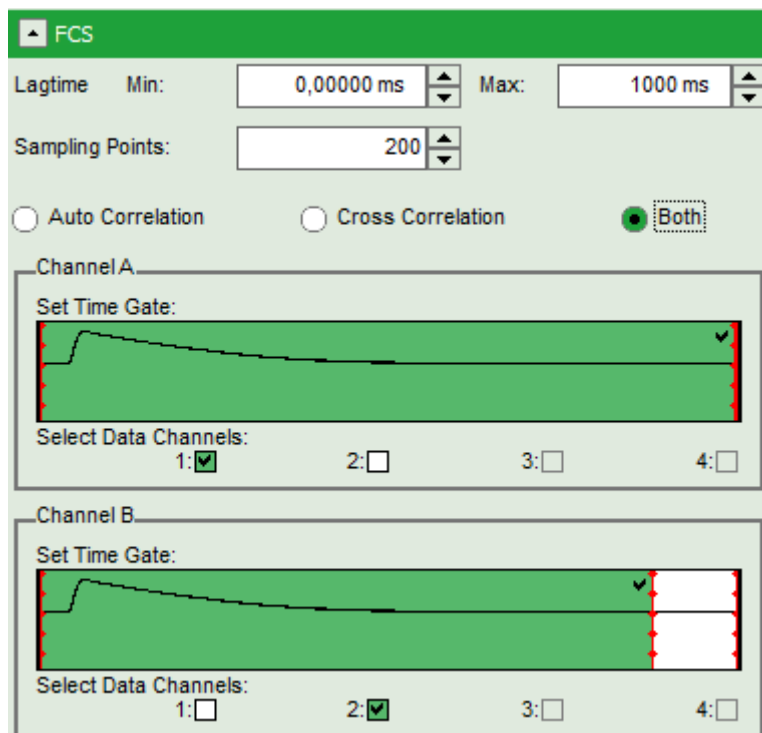 FCS
Lagtime Min: 0,00000 ms Max: 1000 ms
Sampling Points: 200
Auto Correlation Cross Correlation Both
Channel A
Set Time Gate:
Select Data Channels:
1: 2: 3: 4:
Channel B
Set Time Gate:
Select Data Channels:
1: 2: 3: 4: